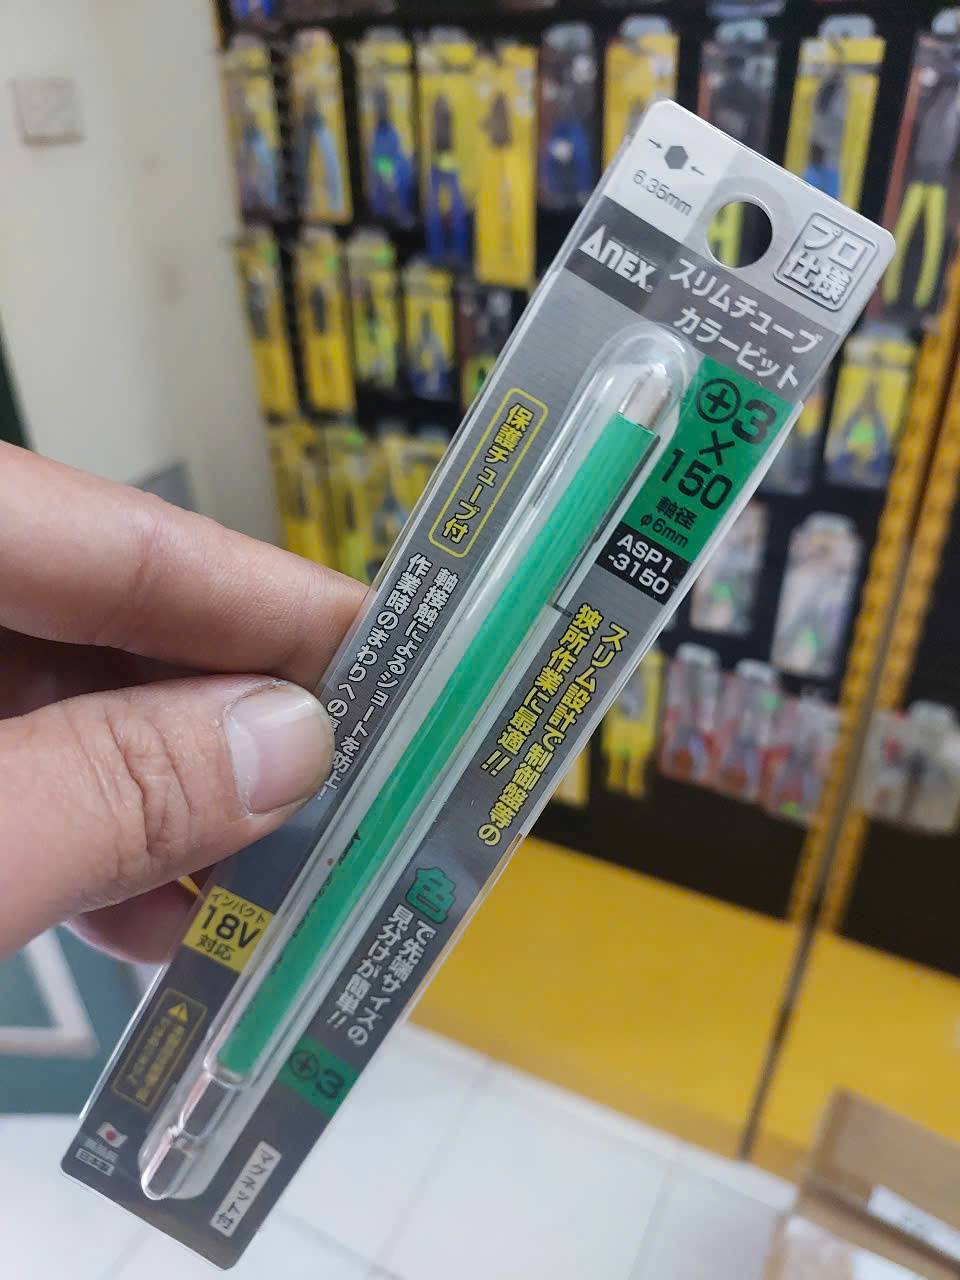 6.35mm
プロ
仕様
ANEX
スリムチューブ
カラービット
⊕3
×
150
軸径
φ6mm
ASP1
-3150
保護チューブ付
軸接触によるショートを防止!
作業時のまわりへの
スリム設計で制御盤等の
狭所作業に最適!!
色で先端サイズの
見分けが簡単!!
インパクト
18V
対応
⊕3
日本製
マグネット付